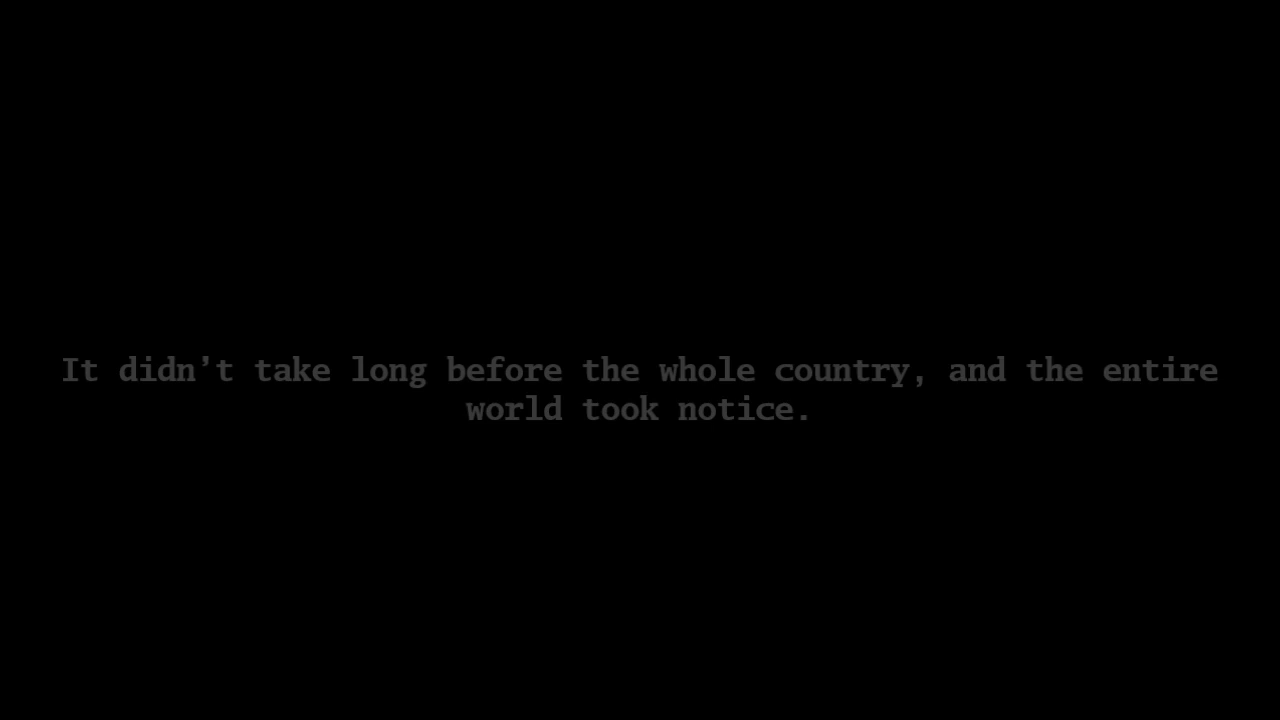 It didn’t take long before the whole country, and the entire
world took notice.